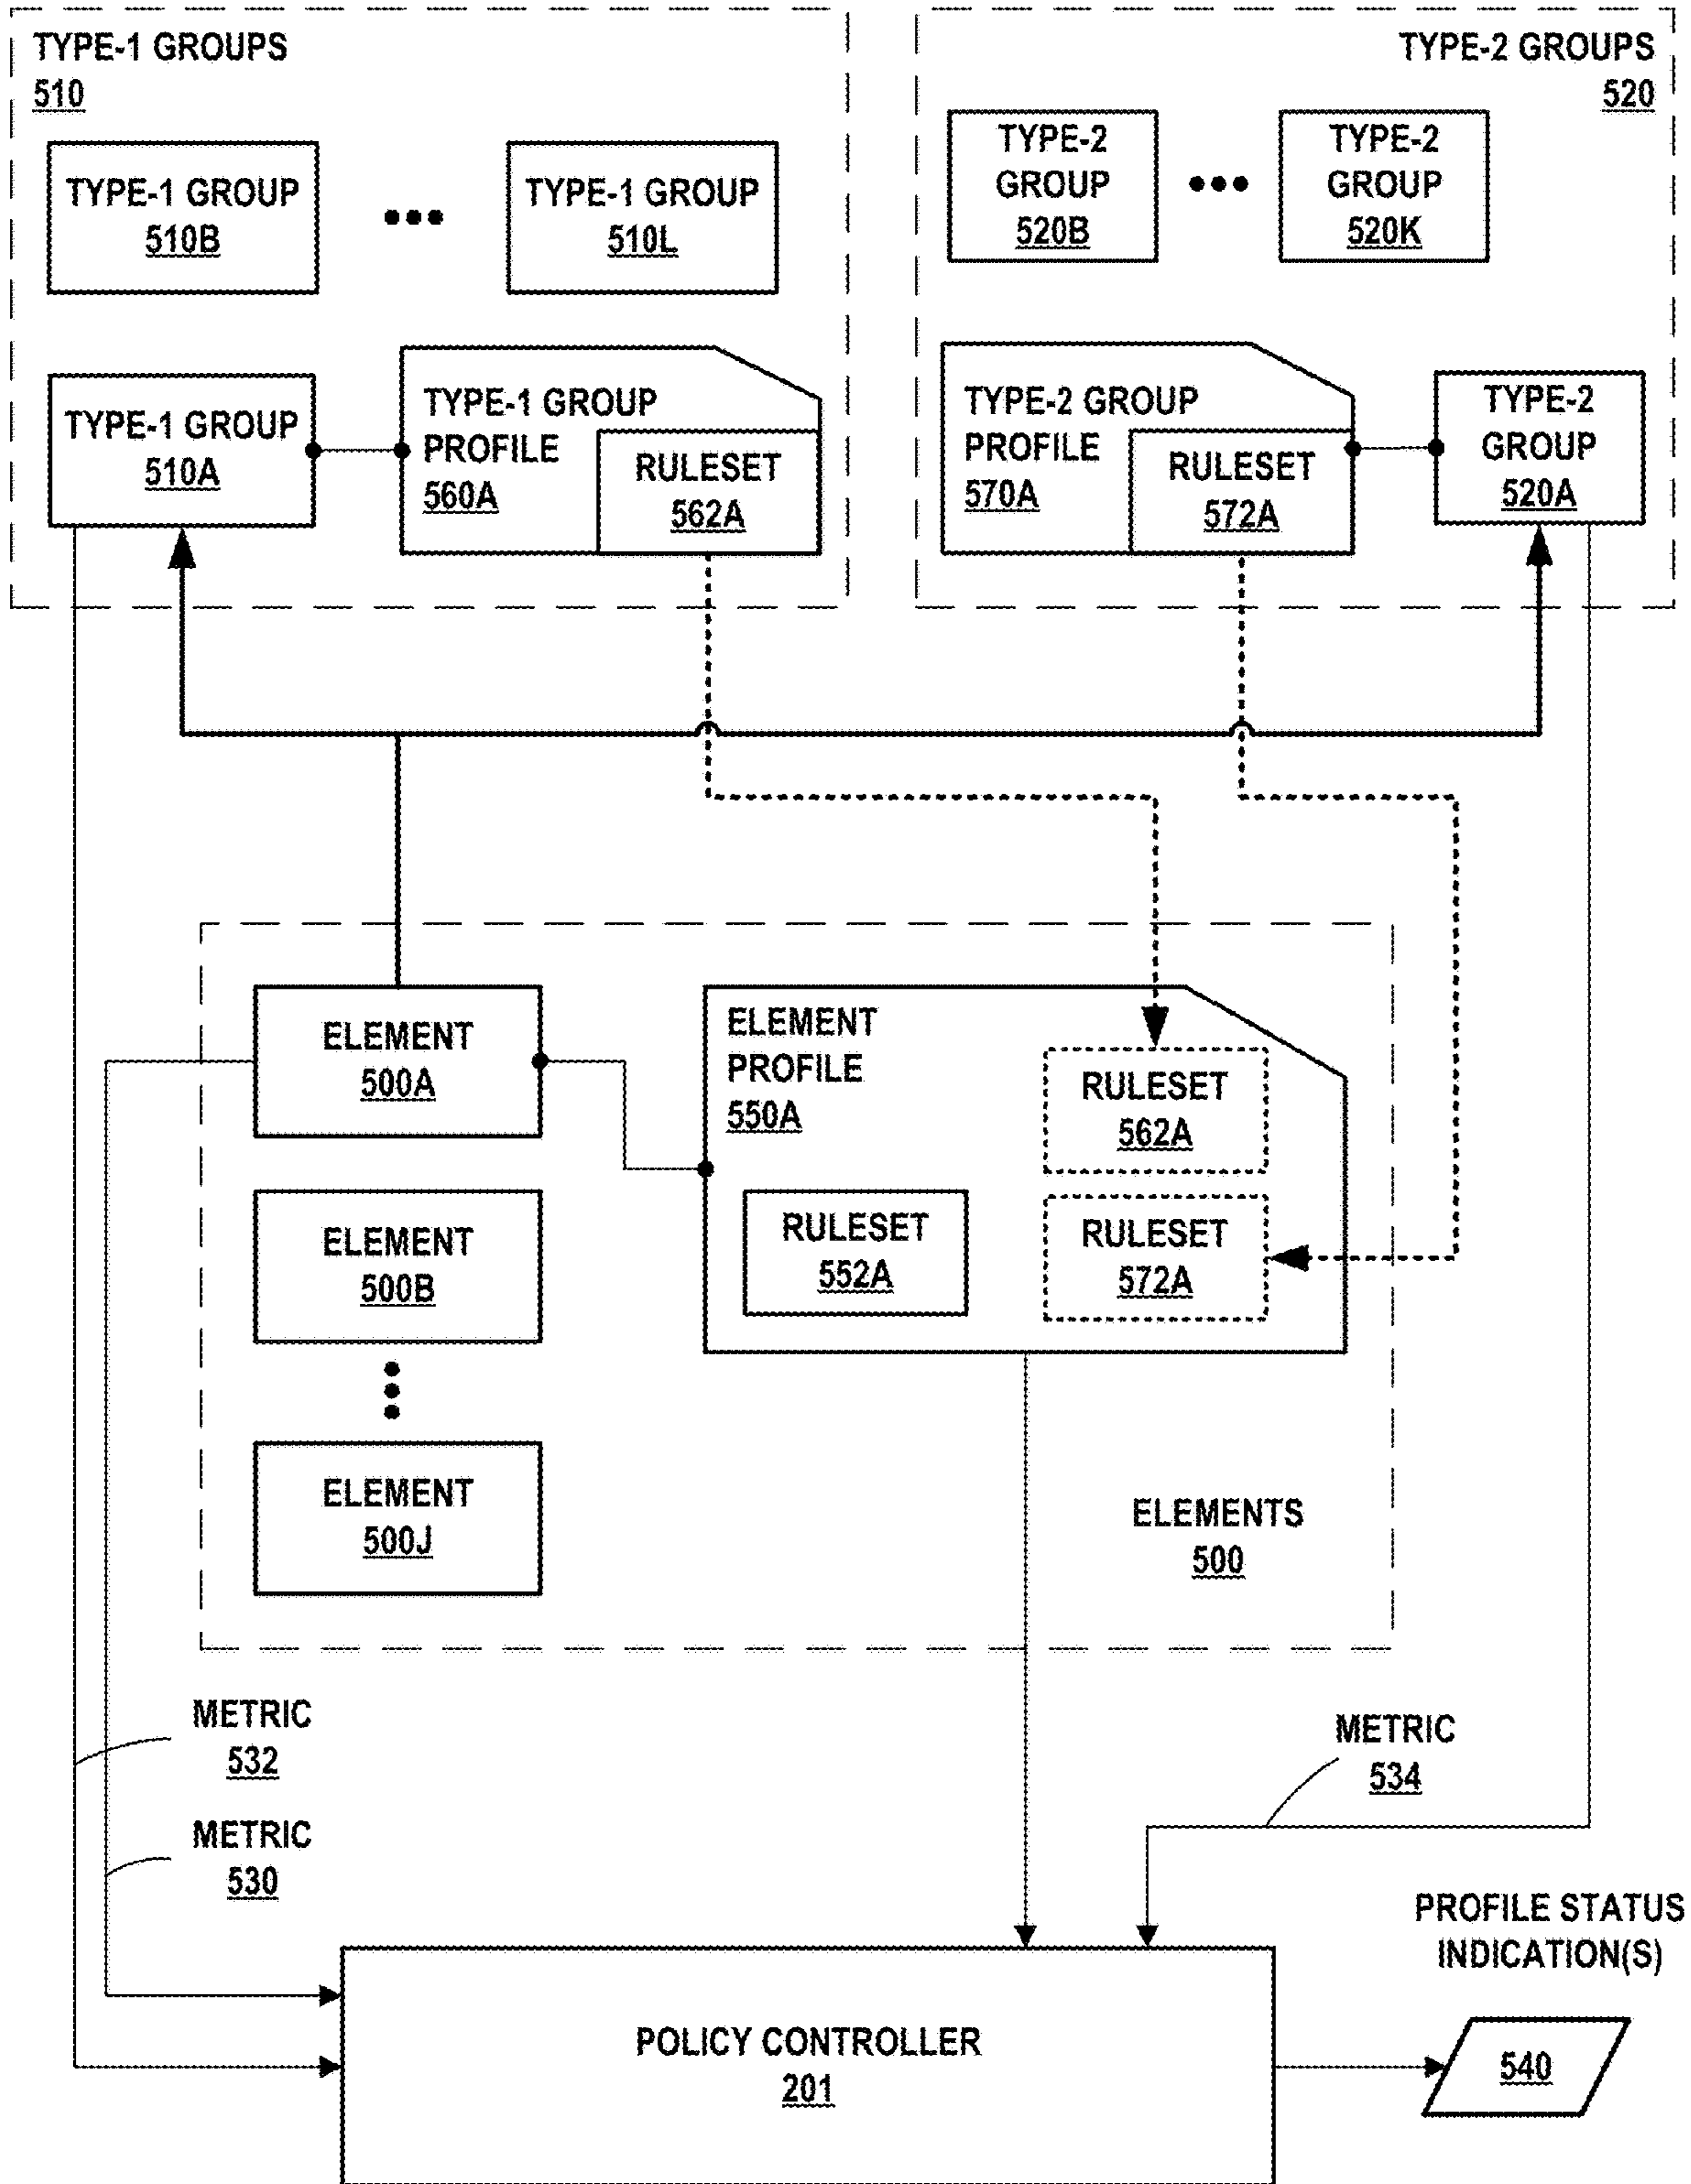 TYPE-1 GROUPS
510
TYPE-1 GROUP
510B
TYPE-1 GROUP
510L
TYPE-1 GROUP
510A
TYPE-1 GROUP
PROFILE
560A
RULESET
562A
TYPE-2 GROUPS
520
TYPE-2
GROUP
520B
TYPE-2
GROUP
520K
TYPE-2 GROUP
PROFILE
570A
RULESET
572A
TYPE-2
GROUP
520A
ELEMENT
500A
ELEMENT
500B
ELEMENT
500J
ELEMENT
PROFILE
550A
RULESET
562A
RULESET
552A
RULESET
572A
ELEMENTS
500
METRIC
532
METRIC
530
METRIC
534
PROFILE STATUS
INDICATION(S)
POLICY CONTROLLER
201
540